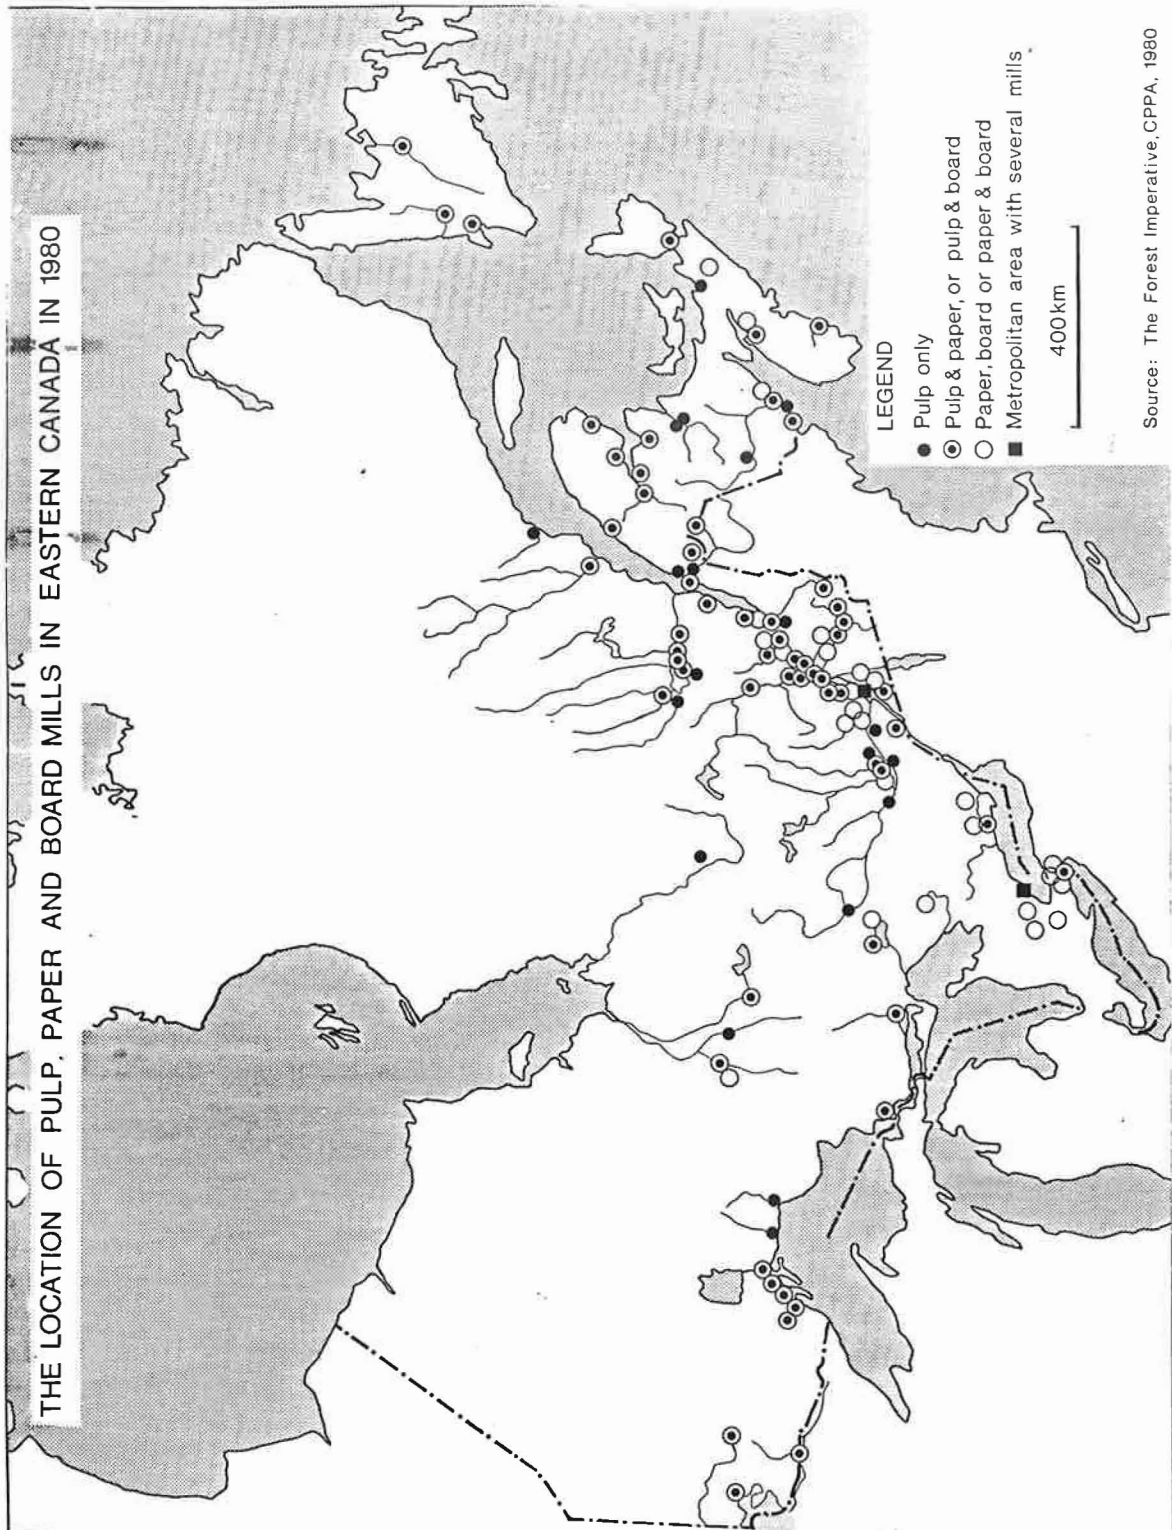 THE LOCATION OF PULP, PAPER AND BOARD MILLS IN EASTERN CANADA IN 1980
LEGEND
Pulp only
Pulp & paper, or pulp & board
Paper, board or paper & board
Metropolitan area with several mills
400km
Source: The Forest Imperative, CPPA, 1980